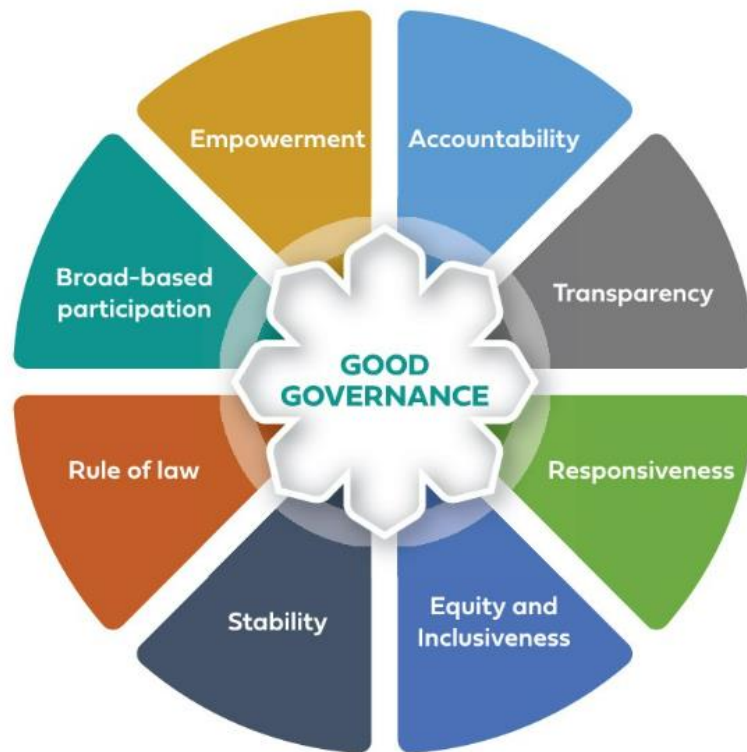 Empowerment
Accountability
Broad-based
participation
Transparency
GOOD
GOVERNANCE
Rule of law
Responsiveness
Stability
Equity and
Inclusiveness